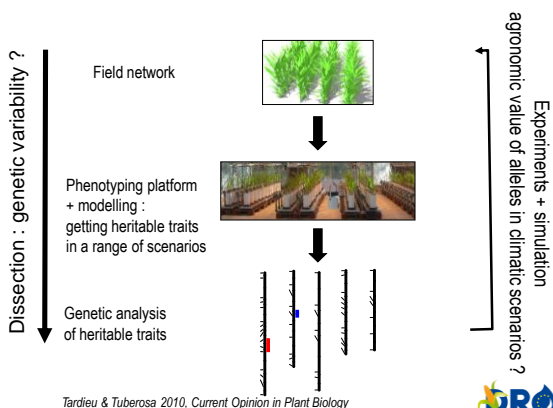 Dissection : genetic variability ?
Field network
Phenotyping platform
+ modelling :
getting heritable traits
in a range of scenarios
Genetic analysis
of heritable traits
Experiments + simulation
agronomic value of alleles in climatic scenarios ?
Tardieu & Tuberosa 2010, Current Opinion in Plant Biology